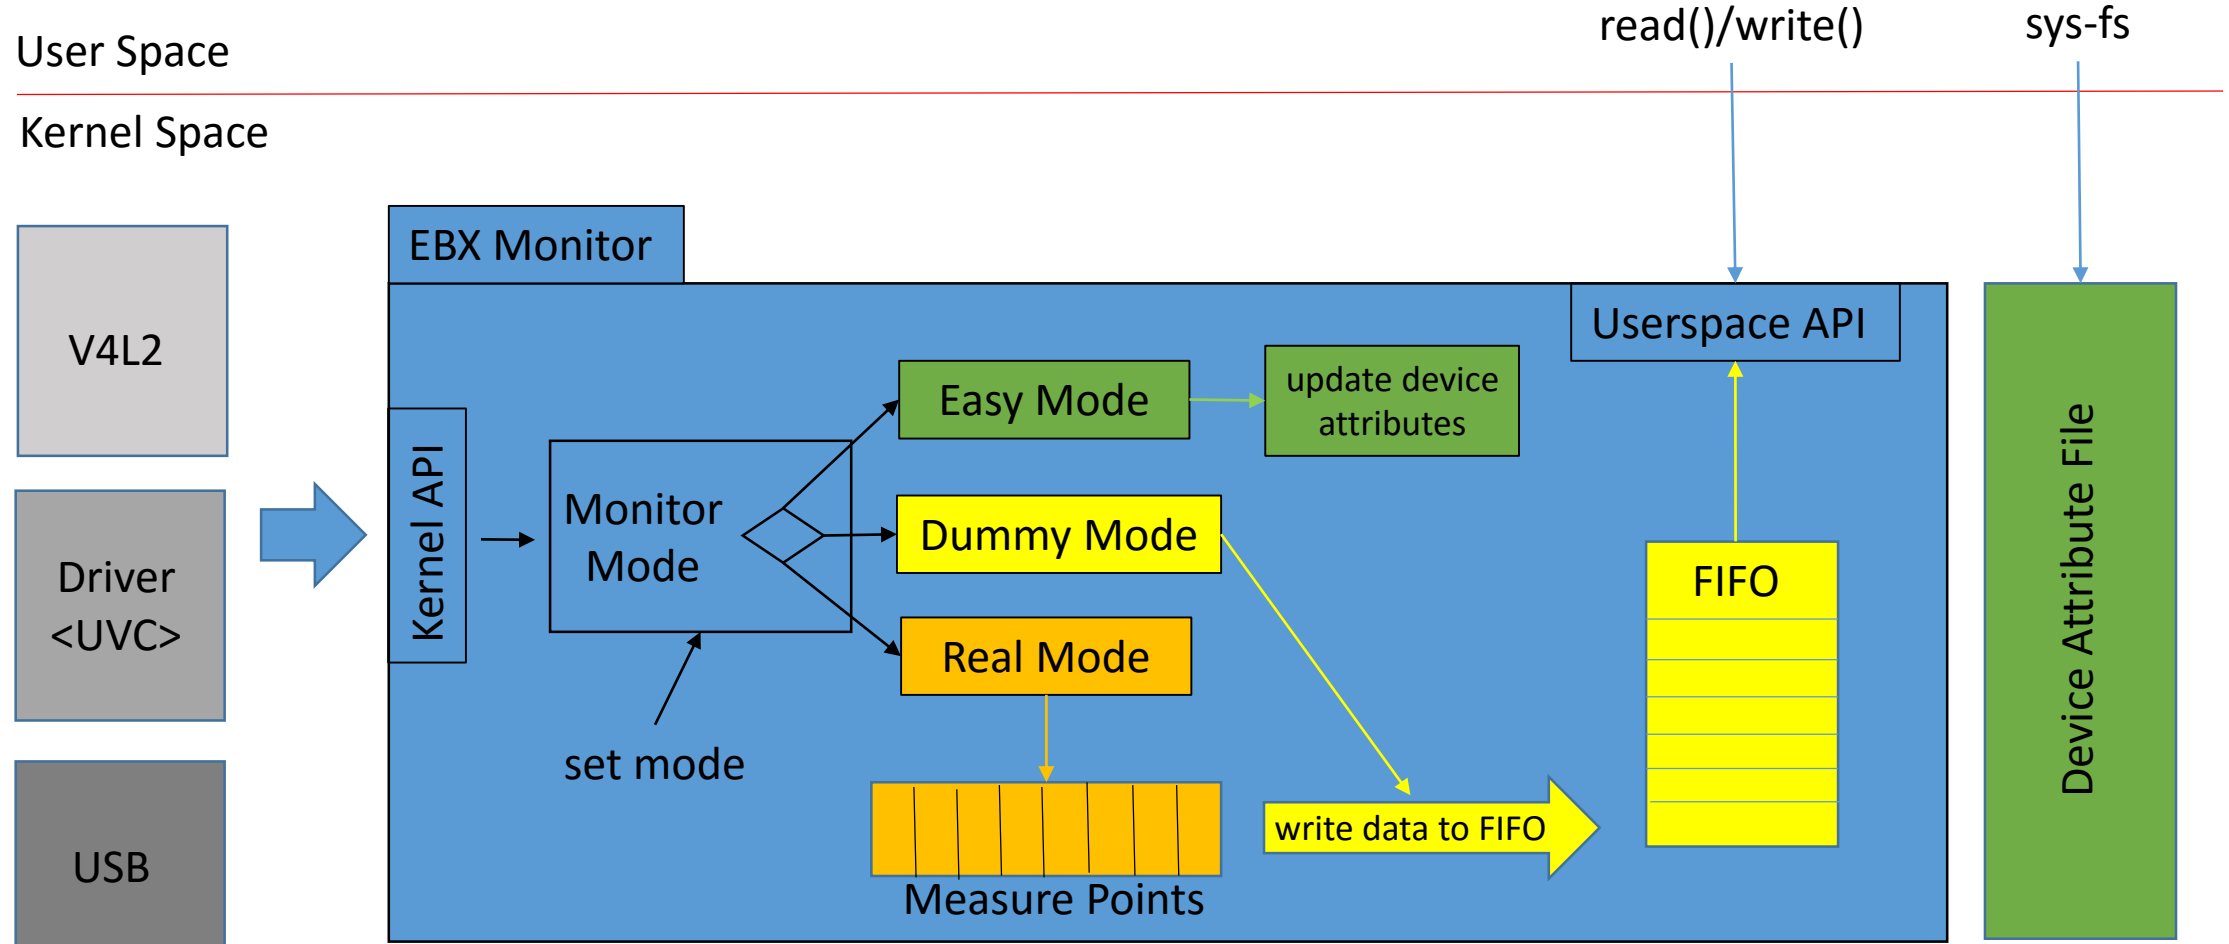 read()/write()
sys-fs
User Space
Kernel Space
EBX Monitor
V4L2
Driver
<UVC>
USB
Kernel API
Monitor
Mode
set mode
Easy Mode
update device
attributes
Dummy Mode
Real Mode
Measure Points
write data to FIFO
Userspace API
FIFO
Device Attribute File